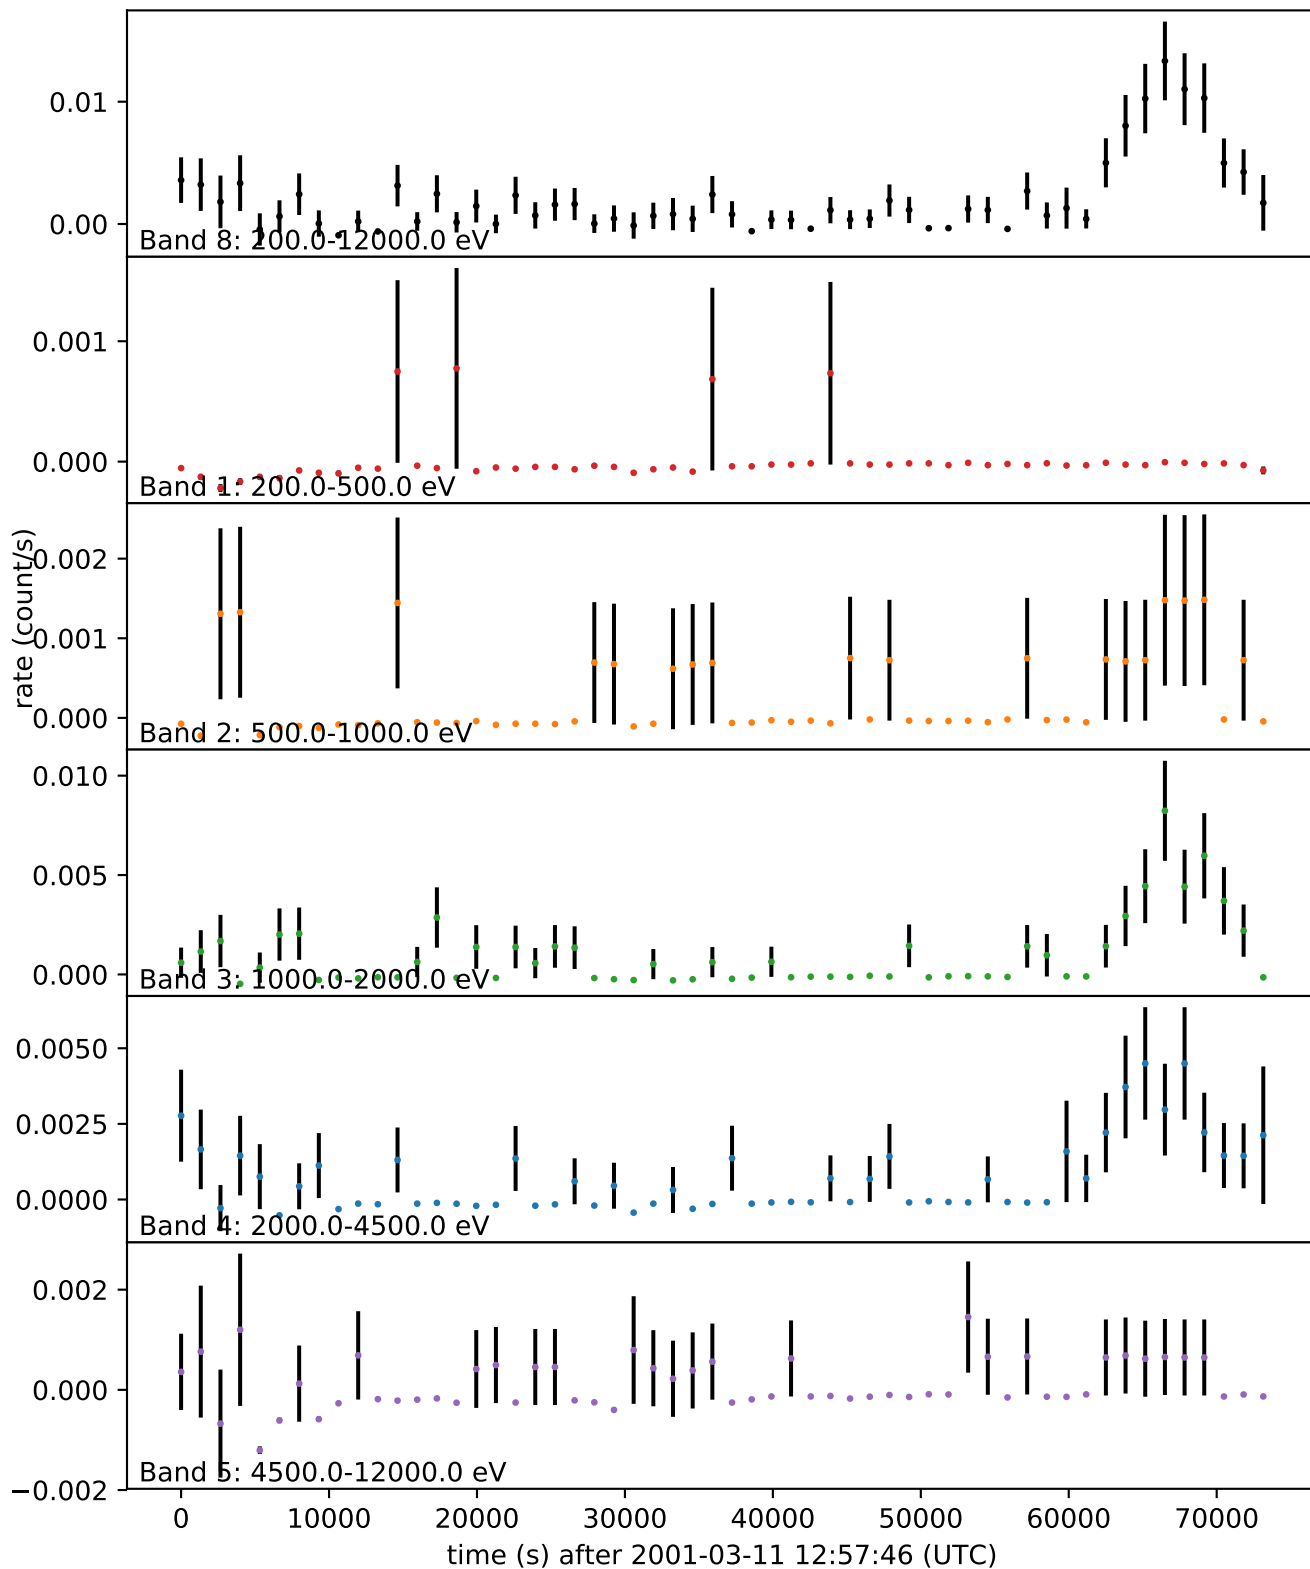 0.01
0.00
Band 8: 200.0-12000.0 eV
0.001
0.000
Band 1: 200.0-500.0 eV
rate (count/s)
0.002
0.001
0.000
Band 2: 500.0-1000.0 eV
0.010
0.005
0.000
Band 3: 1000.0-2000.0 eV
0.0050
0.0025
0.0000
Band 4: 2000.0-4500.0 eV
0.002
0.000
−0.002
Band 5: 4500.0-12000.0 eV
0 10000 20000 30000 40000 50000 60000 70000
time (s) after 2001-03-11 12:57:46 (UTC)